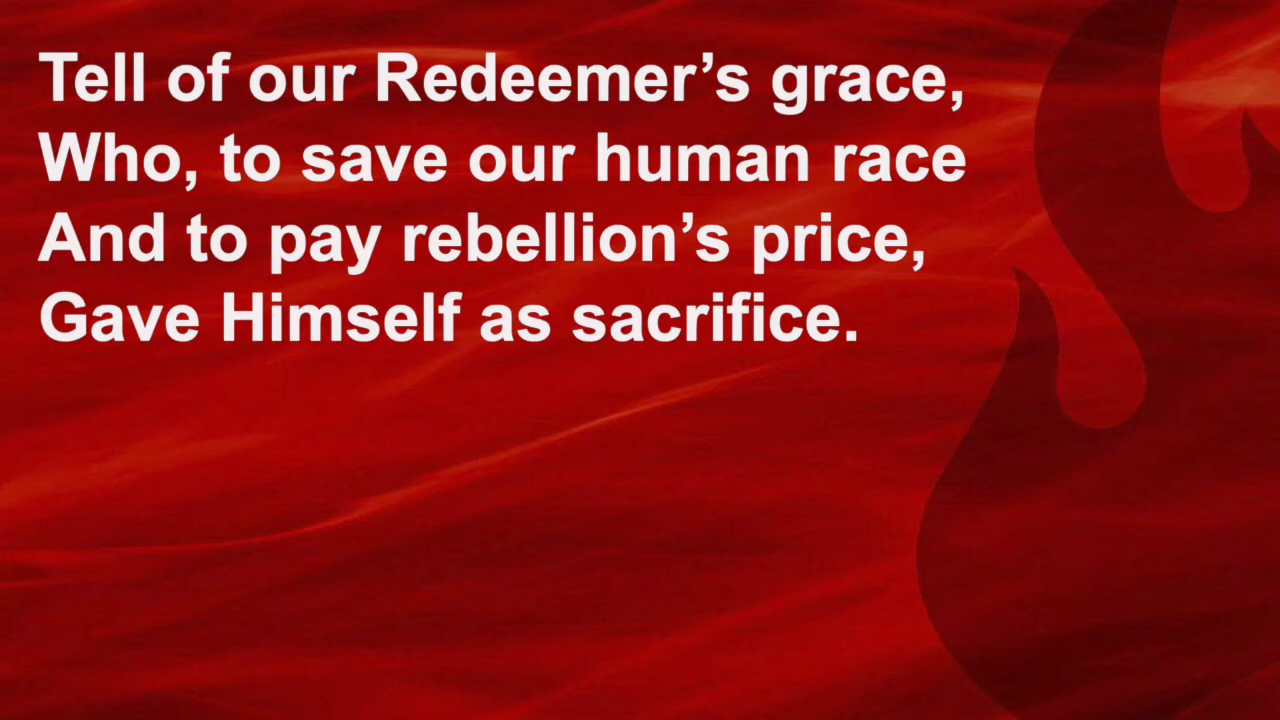 Tell of our Redeemer’s grace,
Who, to save our human race
And to pay rebellion’s price,
Gave Himself as sacrifice.